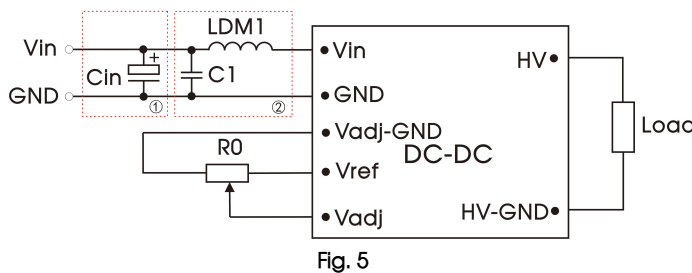 LDM1
Vin
Vin
HV
+
Cin
C1
GND
①
②
GND
Vadj-GND
Load
R0
DC-DC
Vref
HV-GND
Vadj
Fig. 5